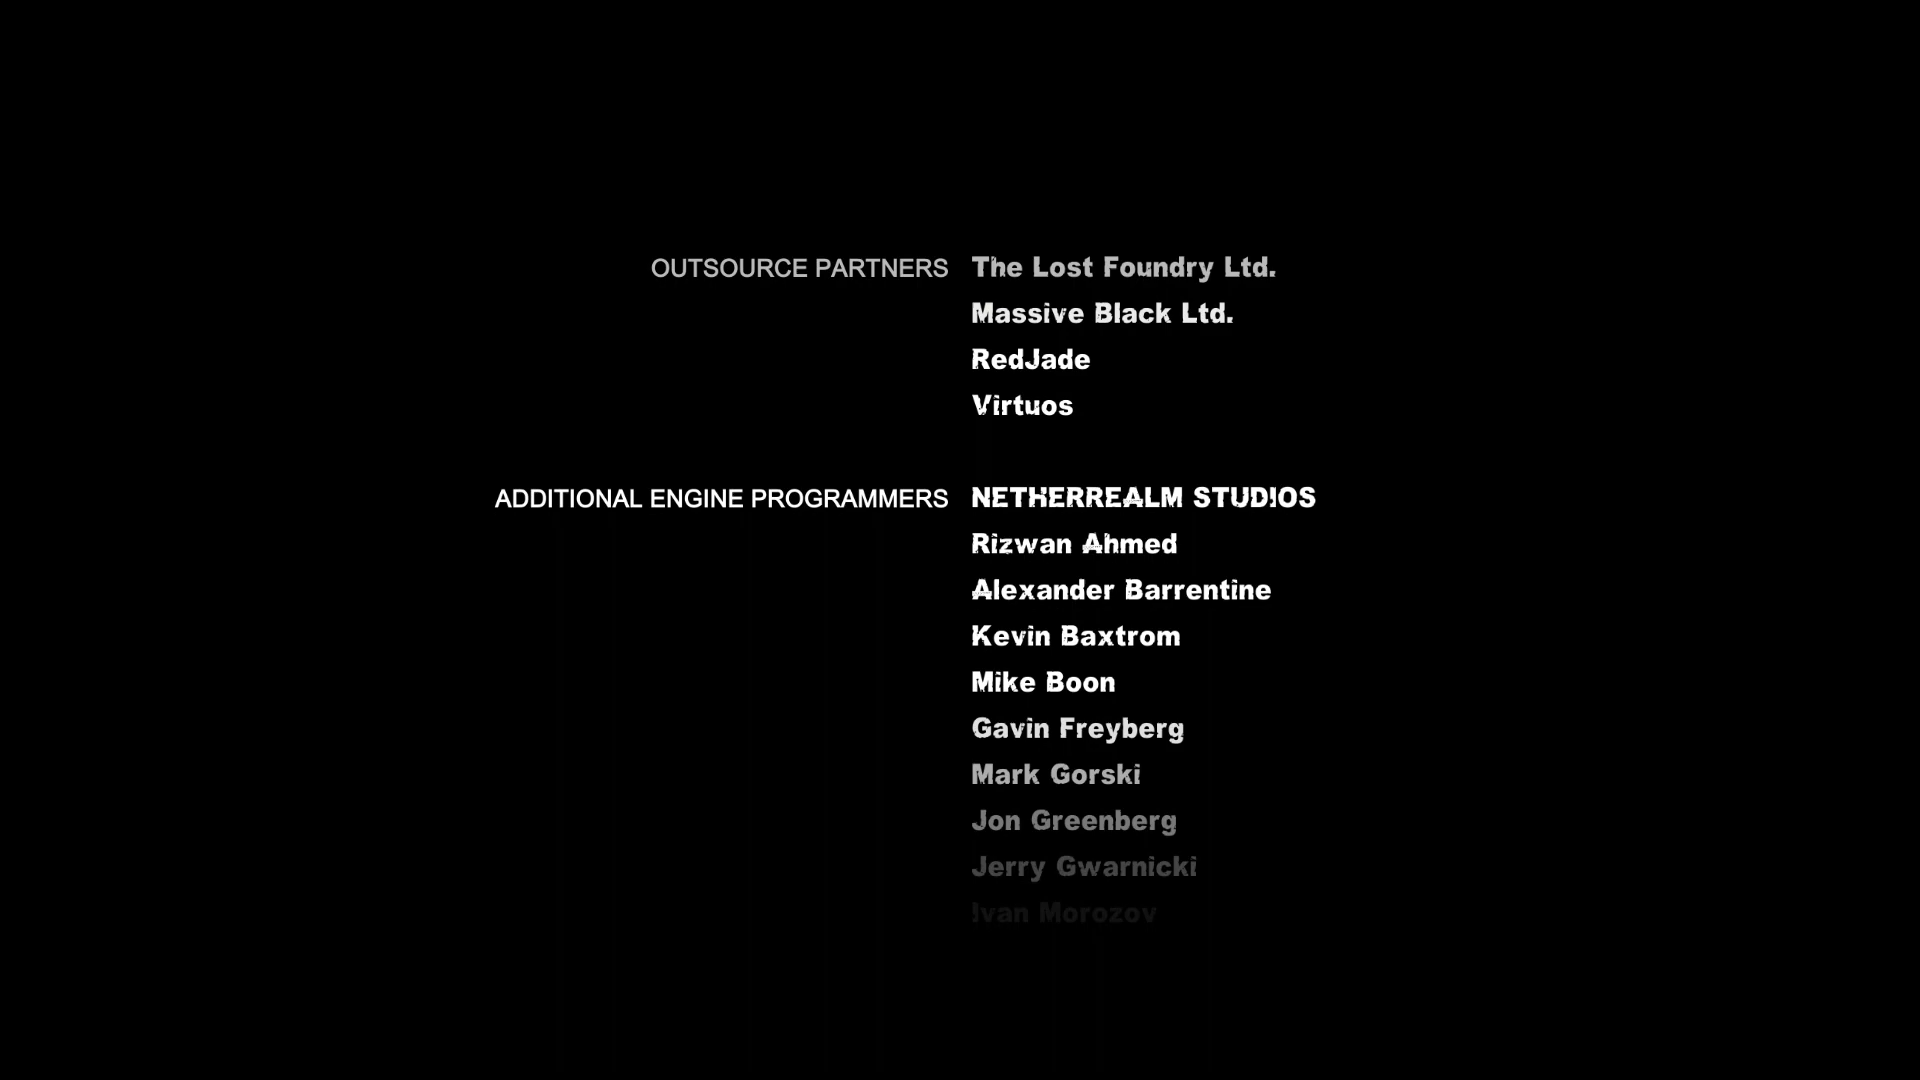 OUTSOURCE PARTNERS The Lost Foundry Ltd.
Massive Black Ltd.
RedJade
Virtuos
ADDITIONAL ENGINE PROGRAMMERS NETHERREALM STUDIOS
Rizwan Ahmed
Alexander Barrentine
Kevin Baxtrom
Mike Boon
Gavin Freyberg
Mark Gorski
Jon Greenberg
Jerry Gwarnicki
Ivan Morozov